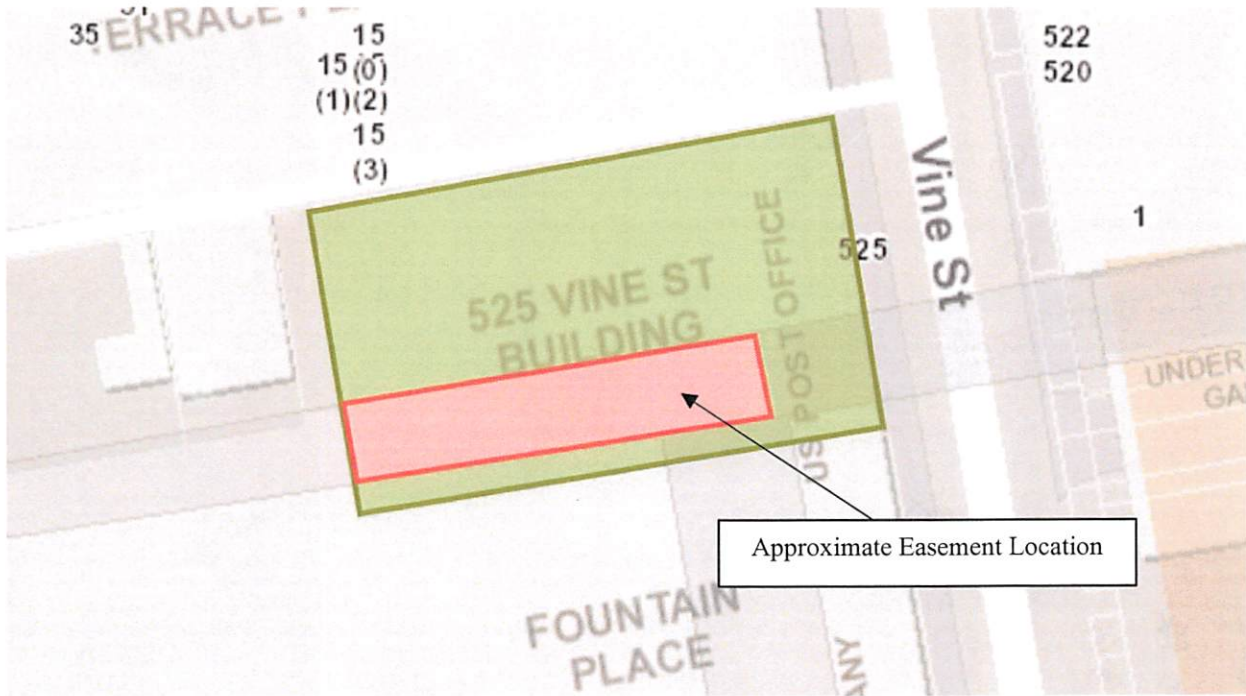 35
ERRACE
15
15 (0)
(1)(2)
15
(3)
522
520
Vine St
1
525
525 VINE ST
BUILDING
US POST OFFICE
UNDER
GA
Approximate Easement Location
FOUNTAIN
PLACE
ANY